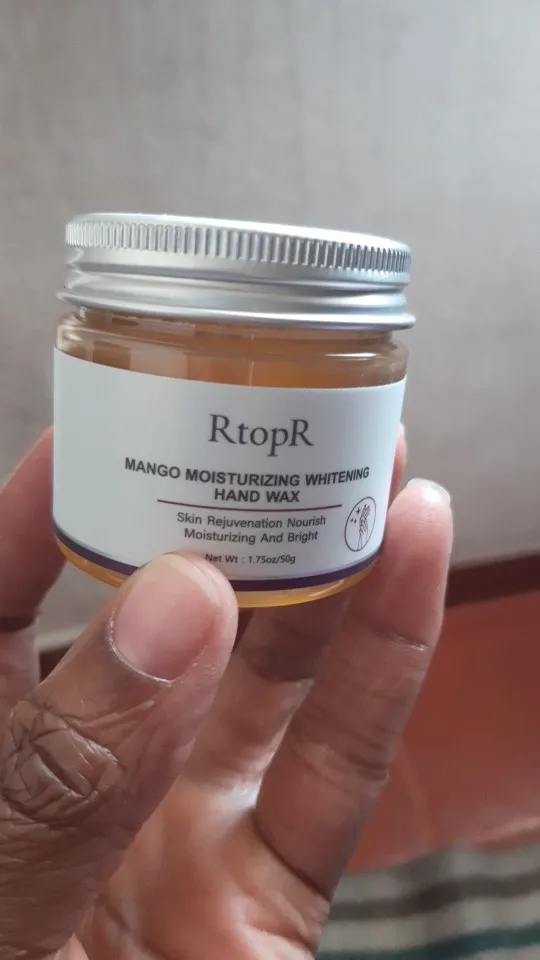 RtopR
MANGO MOISTURIZING WHITENING
HAND WAX
Skin Rejuvenation Nourish
Moisturizing And Bright
Net Wt : 1.75oz/50g